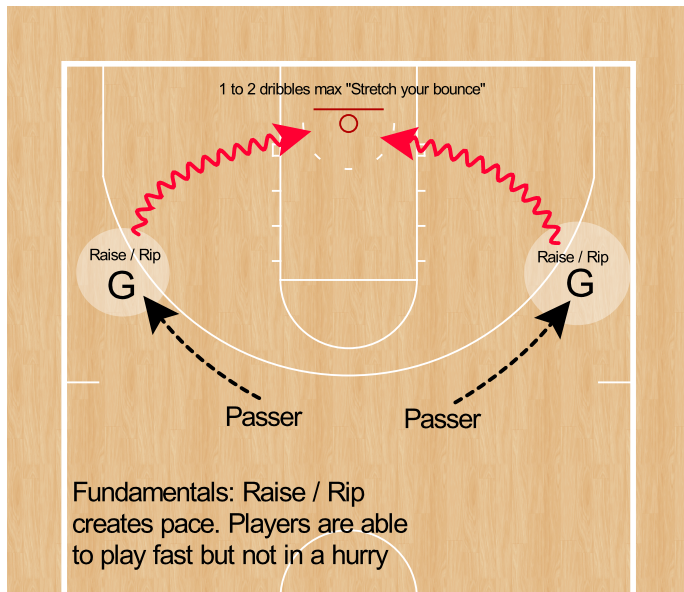 1 to 2 dribbles max "Stretch your bounce"
Raise / Rip
G
Raise / Rip
G
Passer
Passer
Fundamentals: Raise / Rip
creates pace. Players are able
to play fast but not in a hurry